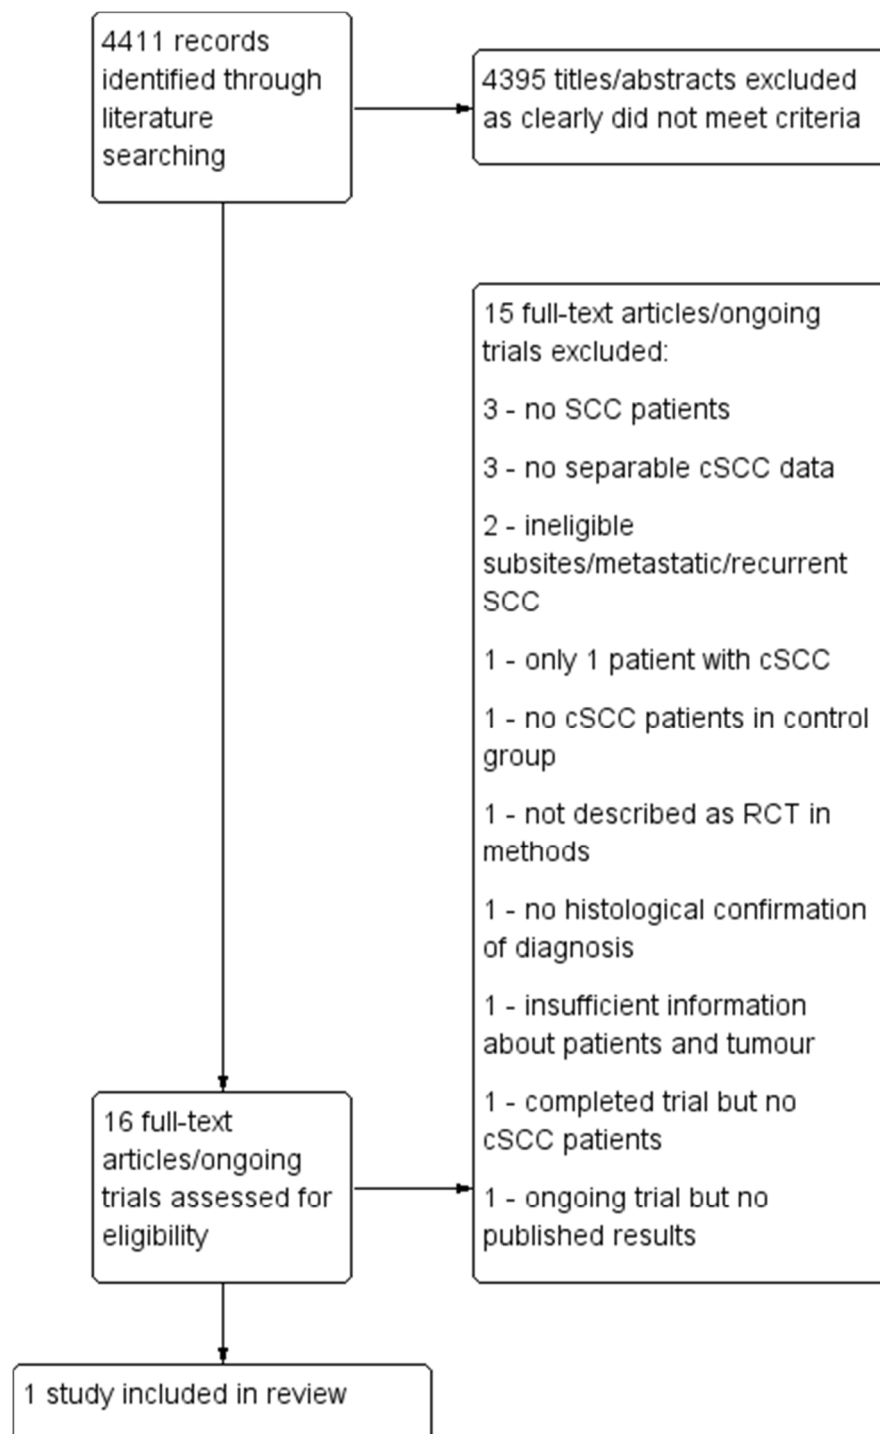 4411 records
identified through
literature
searching
4395 titles/abstracts excluded
as clearly did not meet criteria
15 full-text articles/ongoing
trials excluded:
3 - no SCC patients
3 - no separable cSCC data
2 - ineligible
subsites/metastatic/recurrent
SCC
1 - only 1 patient with cSCC
1 - no cSCC patients in control
group
1 - not described as RCT in
methods
1 - no histological confirmation
of diagnosis
1 - insufficient information
about patients and tumour
1 - completed trial but no
cSCC patients
1 - ongoing trial but no
published results
16 full-text
articles/ongoing
trials assessed for
eligibility
1 study included in review